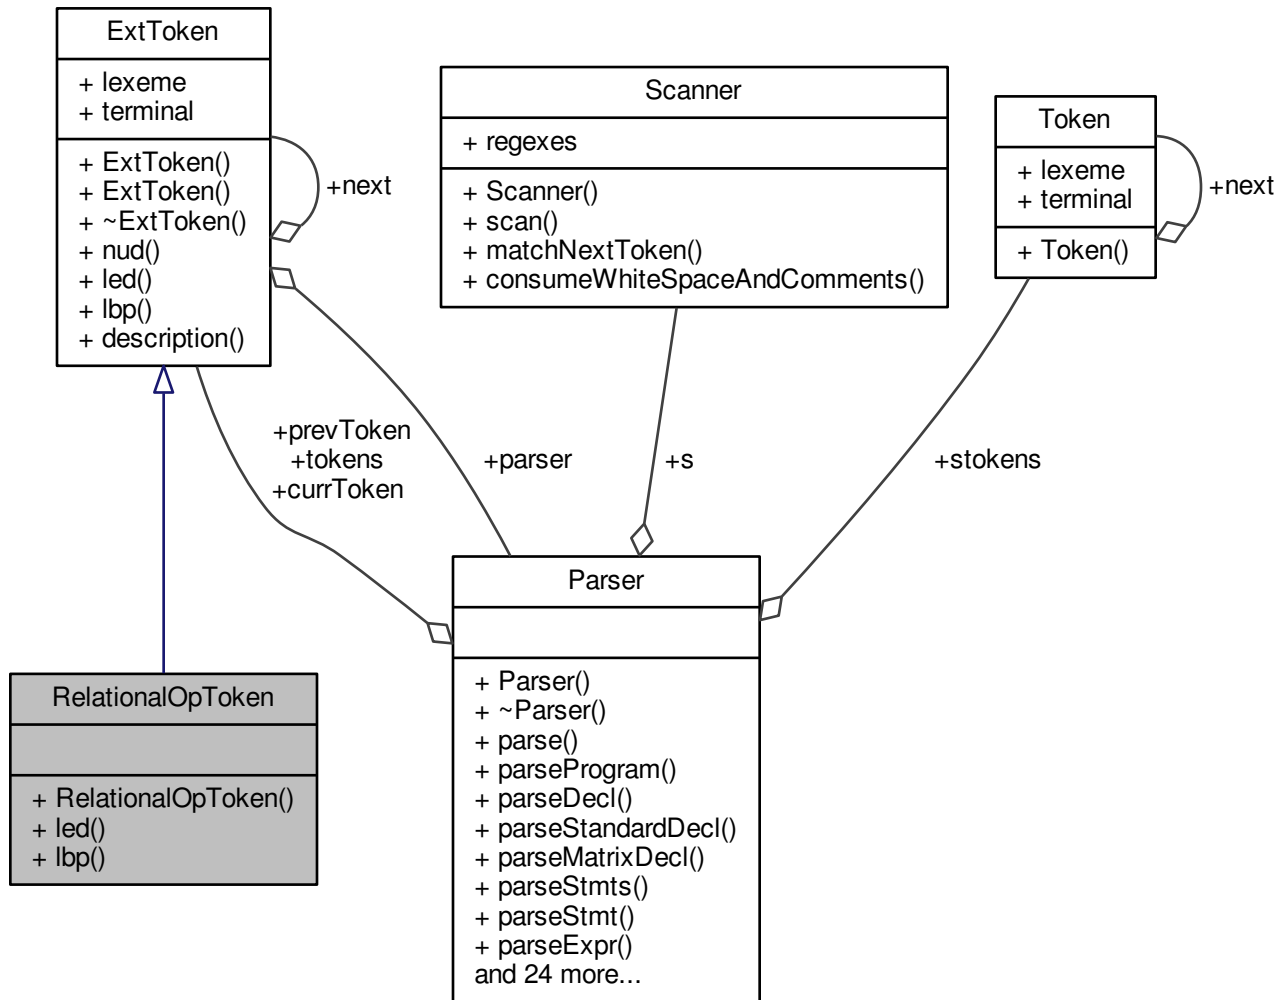 ExtToken
+ lexeme
+ terminal
+ ExtToken()
+ ExtToken()
+ ~ExtToken()
+ nud()
+ led()
+ lbp()
+ description()
+next
Scanner
+ regexes
+ Scanner()
+ scan()
+ matchNextToken()
+ consumeWhiteSpaceAndComments()
Token
+ lexeme
+ terminal
+ Token()
+next
+prevToken
+tokens
+currToken
+parser
+s
+stokens
RelationalOpToken
+ RelationalOpToken()
+ led()
+ lbp()
Parser
+ Parser()
+ ~Parser()
+ parse()
+ parseProgram()
+ parseDecl()
+ parseStandardDecl()
+ parseMatrixDecl()
+ parseStmts()
+ parseStmt()
+ parseExpr()
and 24 more...